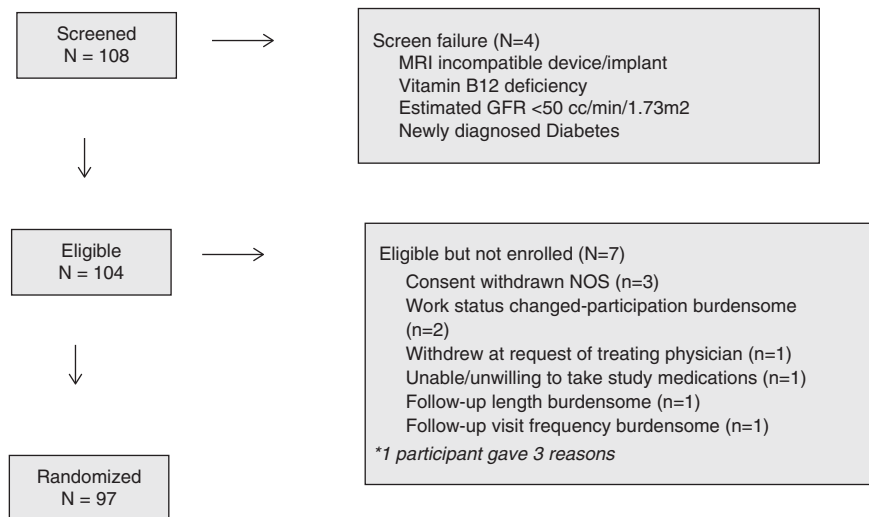 Screened
N = 108
Screen failure (N=4)
MRI incompatible device/implant
Vitamin B12 deficiency
Estimated GFR <50 cc/min/1.73m2
Newly diagnosed Diabetes
Eligible
N = 104
Eligible but not enrolled (N=7)
Consent withdrawn NOS (n=3)
Work status changed-participation burdensome
(n=2)
Withdrew at request of treating physician (n=1)
Unable/unwilling to take study medications (n=1)
Follow-up length burdensome (n=1)
Follow-up visit frequency burdensome (n=1)
*1 participant gave 3 reasons
Randomized
N = 97